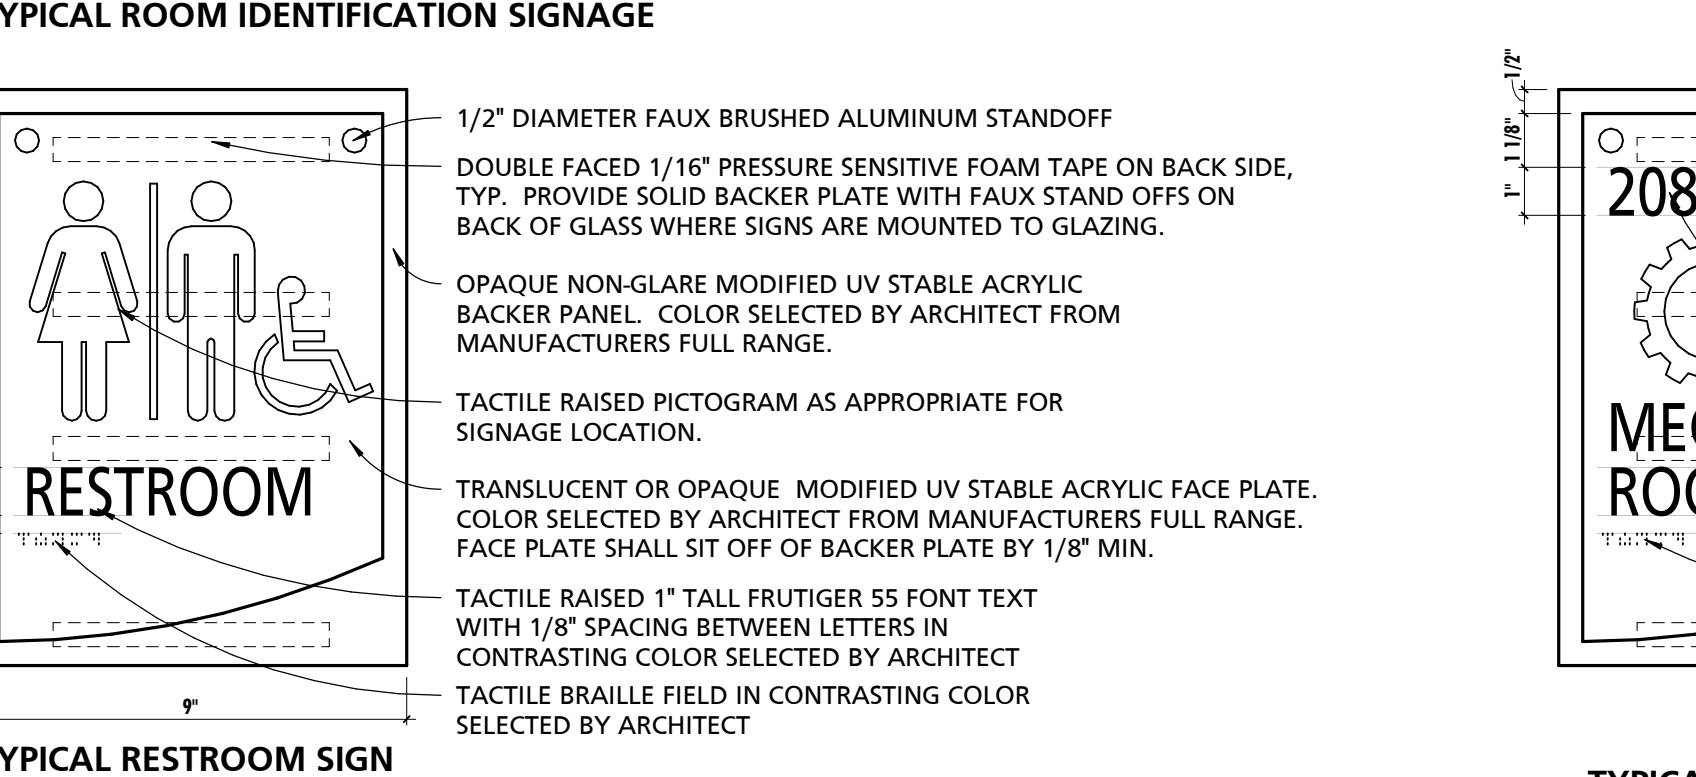 YPICAL ROOM IDENTIFICATION SIGNAGE
1/2" DIAMETER FAUX BRUSHED ALUMINUM STANDOFF
DOUBLE FACED 1/16" PRESSURE SENSITIVE FOAM TAPE ON BACK SIDE,
TYP. PROVIDE SOLID BACKER PLATE WITH FAUX STAND OFFS ON
BACK OF GLASS WHERE SIGNS ARE MOUNTED TO GLAZING.
OPAQUE NON-GLARE MODIFIED UV STABLE ACRYLIC
BACKER PANEL. COLOR SELECTED BY ARCHITECT FROM
MANUFACTURERS FULL RANGE.
TACTILE RAISED PICTOGRAM AS APPROPRIATE FOR
SIGNAGE LOCATION.
TRANSLUCENT OR OPAQUE MODIFIED UV STABLE ACRYLIC FACE PLATE.
COLOR SELECTED BY ARCHITECT FROM MANUFACTURERS FULL RANGE.
FACE PLATE SHALL SIT OFF OF BACKER PLATE BY 1/8" MIN.
TACTILE RAISED 1" TALL FRUTIGER 55 FONT TEXT
WITH 1/8" SPACING BETWEEN LETTERS IN
CONTRASTING COLOR SELECTED BY ARCHITECT
TACTILE BRAILLE FIELD IN CONTRASTING COLOR
SELECTED BY ARCHITECT
RESTROOM
9"
YPICAL RESTROOM SIGN
1/2"
1 1/8"
1"
208
MEC
ROO
TYPICA